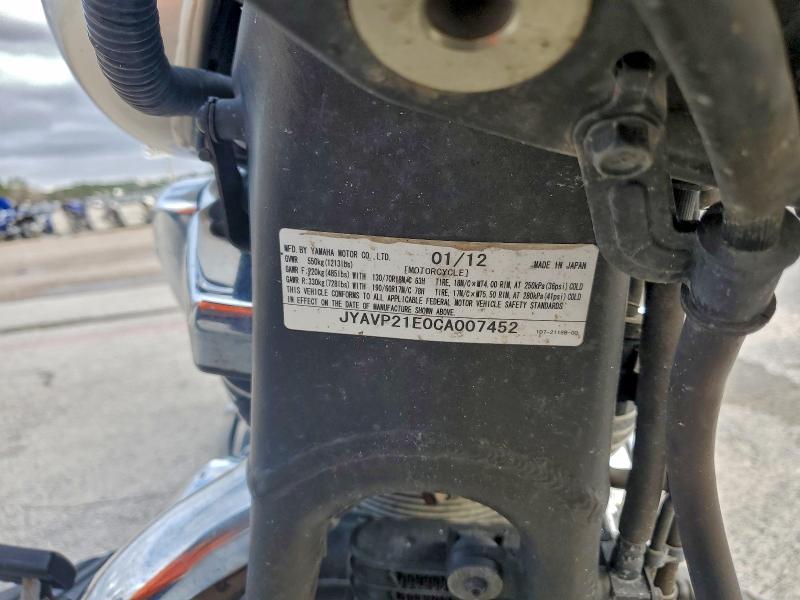 MFD. BY YAMAHA MOTOR CO., LTD. 01/12 MADE IN JAPAN
GVWR 550kg(1213lbs) [MOTORCYCLE]
GAWR F: 220kg(485lbs) WITH 130/70R18M/C 63H TIRE, 18M/C×MT4.00 RIM, AT 250kPa(36psi)COLD
GAWR R: 330kg(728lbs) WITH 190/60R17M/C 78H TIRE, 17M/C×MT5.50 RIM, AT 280kPa(41psi)COLD
THIS VEHICLE CONFORMS TO ALL APPLICABLE FEDERAL MOTOR VEHICLE SAFETY STANDARDS
IN EFFECT ON THE DATE OF MANUFACTURE SHOWN ABOVE.
JYAVP21E0CA007452 1D7-2118B-00